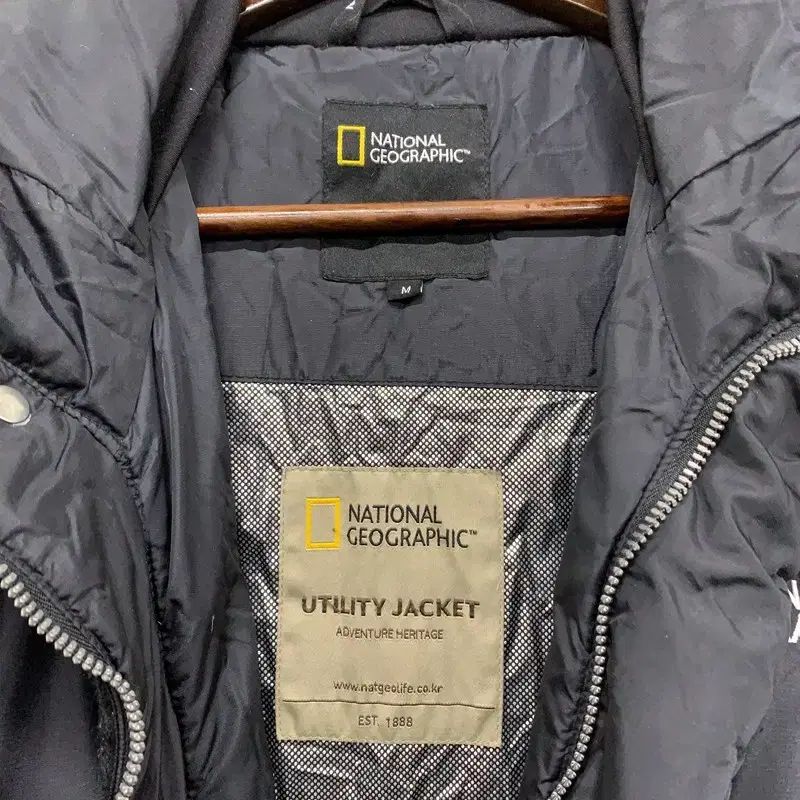 NATIONAL
GEOGRAPHIC™
M
NATIONAL
GEOGRAPHIC™
UTILITY JACKET
ADVENTURE HERITAGE
www.natgeolife.co.kr
EST. 1888